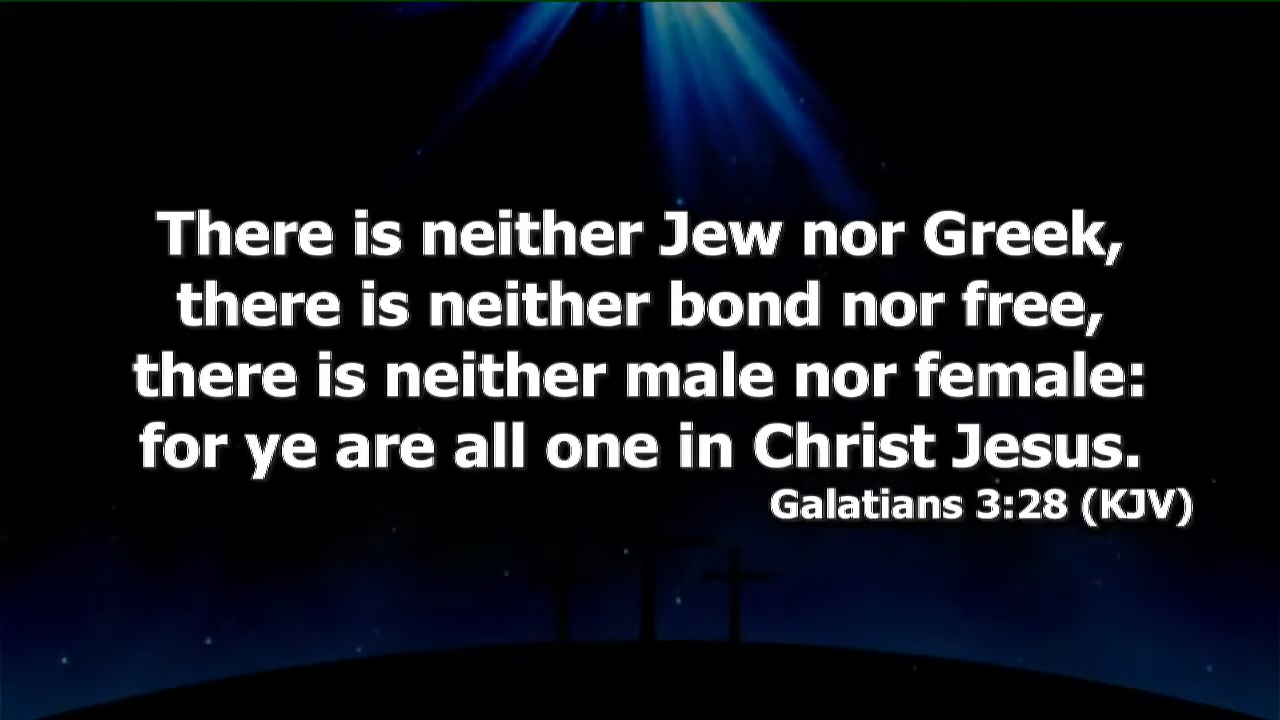 There is neither Jew nor Greek,
there is neither bond nor free,
there is neither male nor female:
for ye are all one in Christ Jesus.
Galatians 3:28 (KJV)